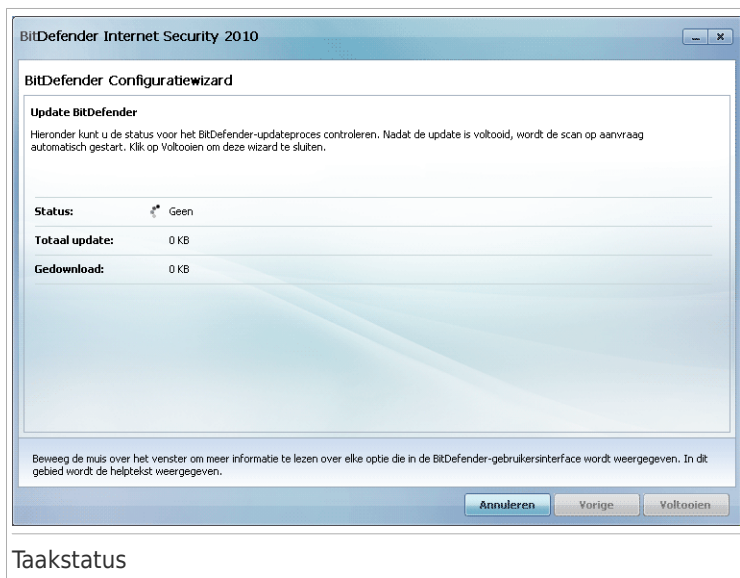 BitDefender Internet Security 2010
BitDefender Configuratiewizard
Update BitDefender
Hieronder kunt u de status voor het BitDefender-updateproces controleren. Nadat de update is voltooid, wordt de scan op aanvraag
automatisch gestart. Klik op Voltooien om deze wizard te sluiten.
Status: Geen
Totaal update: 0 KB
Gedownload: 0 KB
Beweeg de muis over het venster om meer informatie te lezen over elke optie die in de BitDefender-gebruikersinterface wordt weergegeven. In dit
gebied wordt de helptekst weergegeven.
Annuleren Vorige Voltooien
Taakstatus